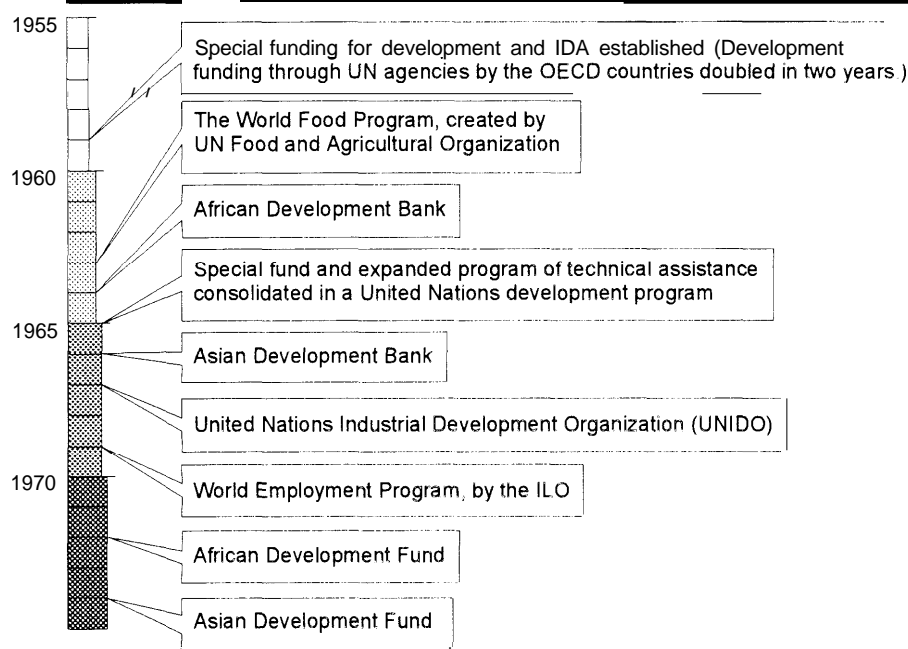 1955
Special funding for development and IDA established (Development
funding through UN agencies by the OECD countries doubled in two years.)
The World Food Program, created by
UN Food and Agricultural Organization
1960
African Development Bank
Special fund and expanded program of technical assistance
consolidated in a United Nations development program
1965
Asian Development Bank
United Nations Industrial Development Organization (UNIDO)
1970
World Employment Program, by the ILO
African Development Fund
Asian Development Fund